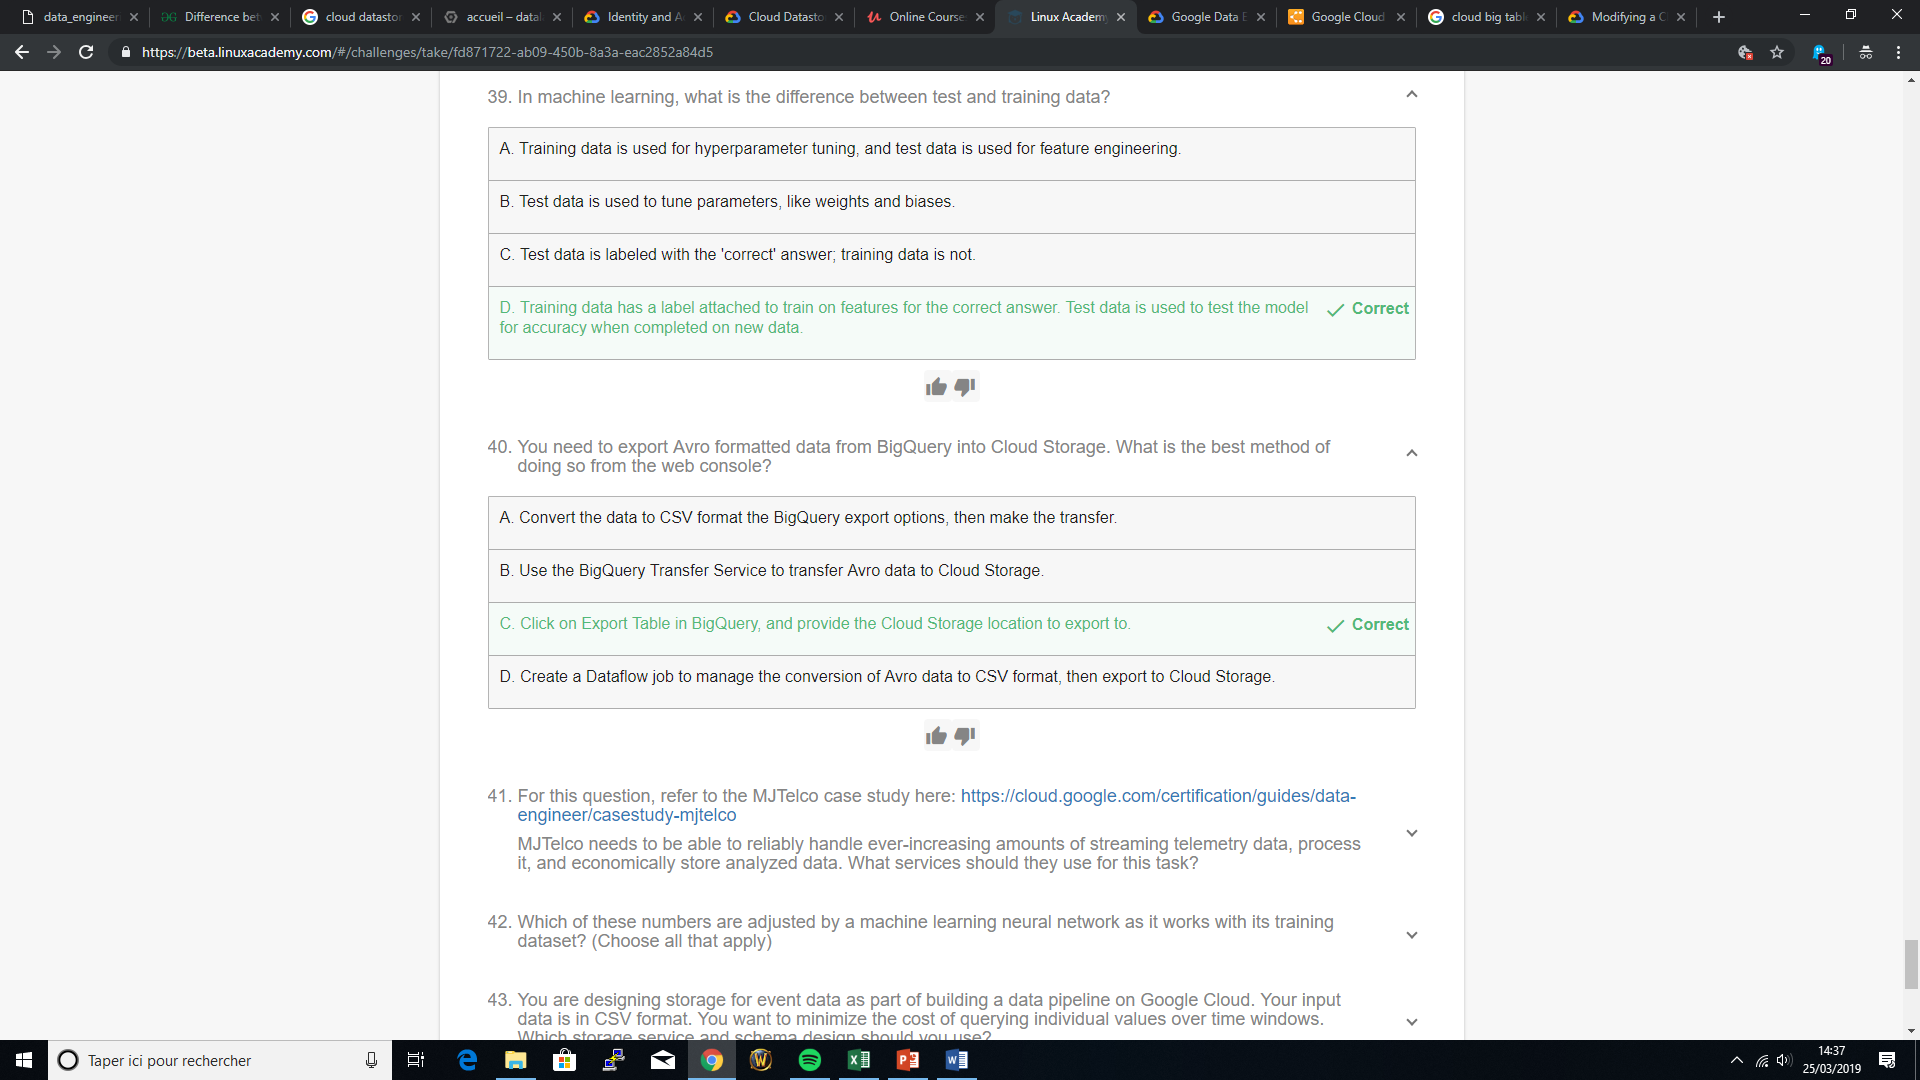 data_engineer
Difference bet
cloud datastor
accueil – datal
Identity and A
Cloud Datasto
Online Course
Linux Academ
Google Data E
Google Cloud
cloud big tabl
Modifying a C
https://beta.linuxacademy.com/#/challenges/take/fd871722-ab09-450b-8a3a-eac2852a84d5
20
39. In machine learning, what is the difference between test and training data?
A. Training data is used for hyperparameter tuning, and test data is used for feature engineering.
B. Test data is used to tune parameters, like weights and biases.
C. Test data is labeled with the 'correct' answer; training data is not.
D. Training data has a label attached to train on features for the correct answer. Test data is used to test the model
for accuracy when completed on new data.
Correct
40. You need to export Avro formatted data from BigQuery into Cloud Storage. What is the best method of
doing so from the web console?
A. Convert the data to CSV format the BigQuery export options, then make the transfer.
B. Use the BigQuery Transfer Service to transfer Avro data to Cloud Storage.
C. Click on Export Table in BigQuery, and provide the Cloud Storage location to export to.
Correct
D. Create a Dataflow job to manage the conversion of Avro data to CSV format, then export to Cloud Storage.
41. For this question, refer to the MJTelco case study here: https://cloud.google.com/certification/guides/data-
engineer/casestudy-mjtelco
MJTelco needs to be able to reliably handle ever-increasing amounts of streaming telemetry data, process
it, and economically store analyzed data. What services should they use for this task?
42. Which of these numbers are adjusted by a machine learning neural network as it works with its training
dataset? (Choose all that apply)
43. You are designing storage for event data as part of building a data pipeline on Google Cloud. Your input
data is in CSV format. You want to minimize the cost of querying individual values over time windows.
Which storage service and schema design should you use?
Taper ici pour rechercher
14:37
25/03/2019